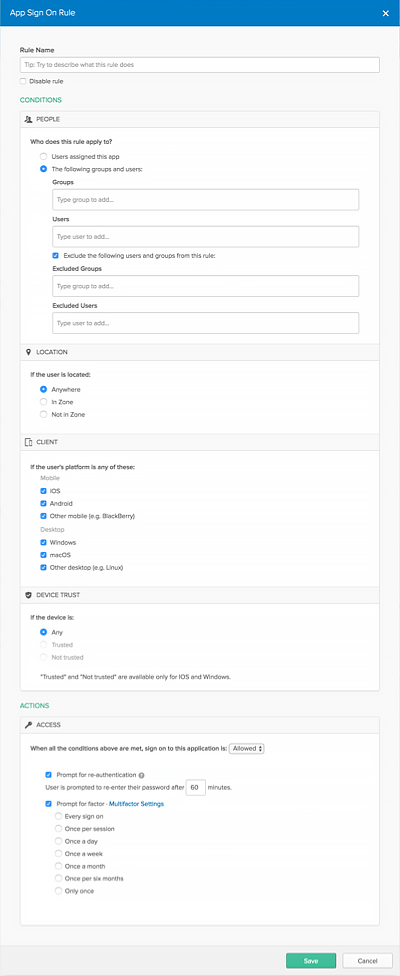 App Sign On Rule
Rule Name
Tip: Try to describe what this rule does
Disable rule
CONDITIONS
PEOPLE
Who does this rule apply to?
Users assigned this app
The following groups and users:
Groups
Type group to add...
Users
Type user to add...
Exclude the following users and groups from this rule:
Excluded Groups
Type group to add...
Excluded Users
Type user to add...
LOCATION
If the user is located:
Anywhere
In Zone
Not in Zone
CLIENT
If the user's platform is any of these:
Mobile
iOS
Android
Other mobile (e.g. BlackBerry)
Desktop
Windows
macOS
Other desktop (e.g. Linux)
DEVICE TRUST
If the device is:
Any
Trusted
Not trusted
"Trusted" and "Not trusted" are available only for IOS and Windows.
ACTIONS
ACCESS
When all the conditions above are met, sign on to this application is: Allowed
Prompt for re-authentication
User is prompted to re-enter their password after 60 minutes.
Prompt for factor - Multifactor Settings
Every sign on
Once per session
Once a day
Once a week
Once a month
Once per six months
Only once
Save Cancel